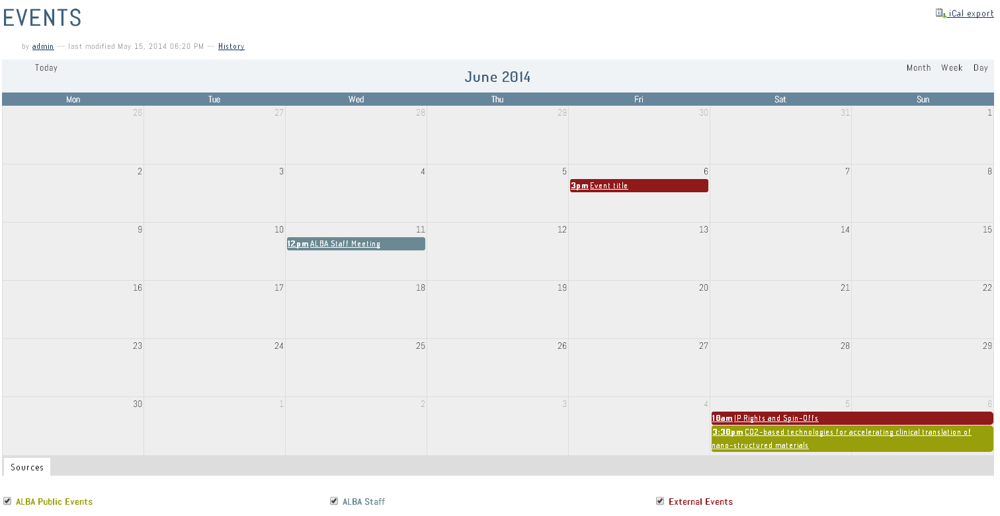 EVENTS
iCal export
by admin — last modified May 15, 2014 06:20 PM — History
Today
June 2014
Month Week Day
Mon Tue Wed Thu Fri Sat Sun
26 27 28 29 30 31 1
2 3 4 5 6 7 8
3pm Event title
9 10 11 12 13 14 15
12pm ALBA Staff Meeting
16 17 18 19 20 21 22
23 24 25 26 27 28 29
30 1 2 3 4 5 6
10am IP Rights and Spin-Offs
3:30pm CO2-based technologies for accelerating clinical translation of
nano-structured materials
Sources
ALBA Public Events ALBA Staff External Events